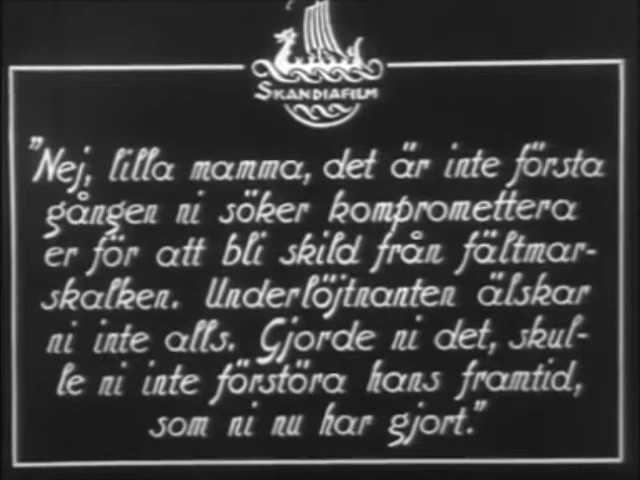 SKANDIAFILM
"Nej, lilla mamma, det är inte första
gången ni söker komprometterа
er för att bli skild från fältmar-
skalken. Underlöjtnanten älskar
ni inte alls. Gjorde ni det, skul-
le ni inte förstöra hans framtid,
som ni nu har gjort."